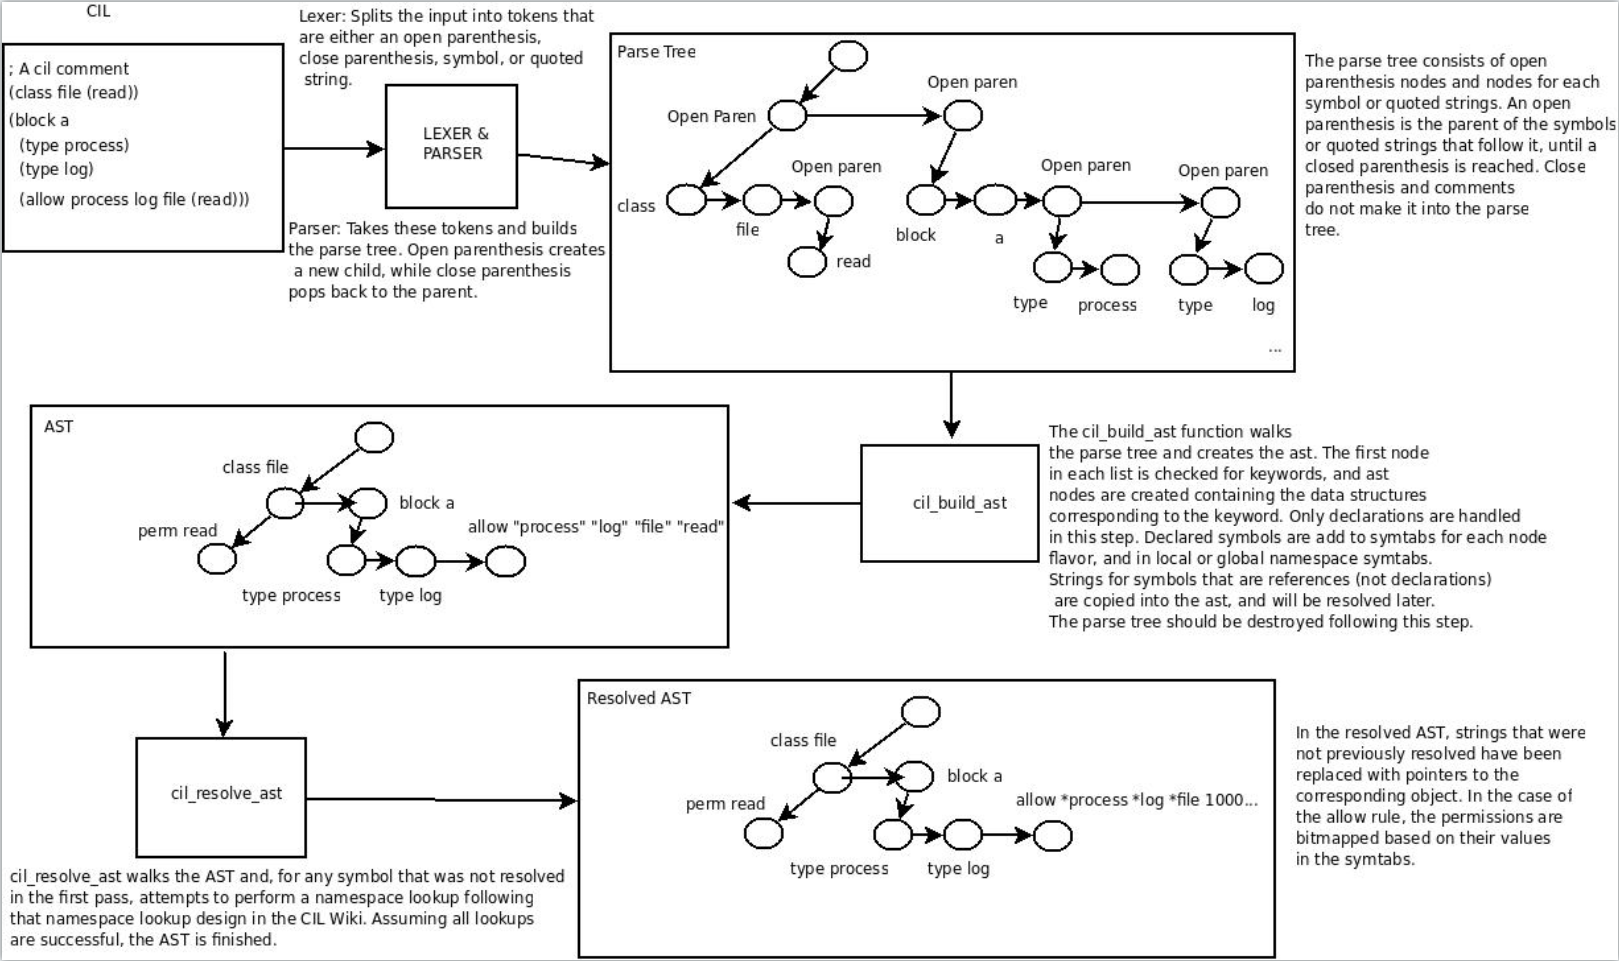 CIL
; A cil comment
(class file (read))
(block a
(type process)
(type log)
(allow process log file (read)))
Lexer: Splits the input into tokens that
are either an open parenthesis,
close parenthesis, symbol, or quoted
string.
LEXER &
PARSER
Parser: Takes these tokens and builds
the parse tree. Open parenthesis creates
a new child, while close parenthesis
pops back to the parent.
Parse Tree
Open paren
Open Paren
Open paren
Open paren
Open paren
class
file
read
block
a
type
process
type
log
...
The parse tree consists of open
parenthesis nodes and nodes for each
symbol or quoted strings. An open
parenthesis is the parent of the symbols
or quoted strings that follow it, until a
closed parenthesis is reached. Close
parenthesis and comments
do not make it into the parse
tree.
cil_build_ast
The cil_build_ast function walks
the parse tree and creates the ast. The first node
in each list is checked for keywords, and ast
nodes are created containing the data structures
corresponding to the keyword. Only declarations are handled
in this step. Declared symbols are add to symtabs for each node
flavor, and in local or global namespace symtabs.
Strings for symbols that are references (not declarations)
are copied into the ast, and will be resolved later.
The parse tree should be destroyed following this step.
AST
class file
block a
perm read
allow "process" "log" "file" "read"
type process
type log
cil_resolve_ast
cil_resolve_ast walks the AST and, for any symbol that was not resolved
in the first pass, attempts to perform a namespace lookup following
that namespace lookup design in the CIL Wiki. Assuming all lookups
are successful, the AST is finished.
Resolved AST
class file
block a
perm read
allow *process *log *file 1000...
type process
type log
In the resolved AST, strings that were
not previously resolved have been
replaced with pointers to the
corresponding object. In the case of
the allow rule, the permissions are
bitmapped based on their values
in the symtabs.